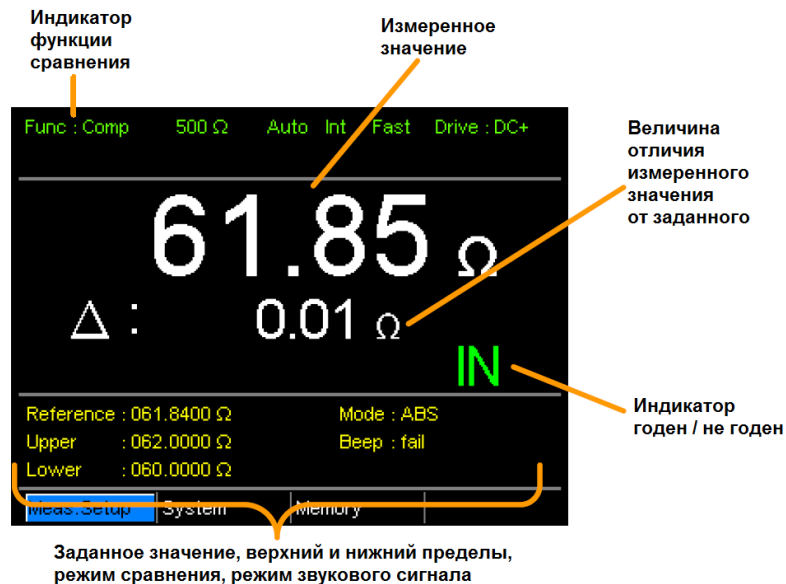 Индикатор
функции
сравнения
Измеренное
значение
Func : Comp 500 Ω Auto Int Fast Drive : DC+
61.85 Ω
Δ : 0.01 Ω
IN
Величина
отличия
измеренного
значения
от заданного
Индикатор
годен / не годен
Reference : 061.8400 Ω Mode : ABS
Upper : 062.0000 Ω Beep : fail
Lower : 060.0000 Ω
Meas.Setup System Memory
Заданное значение, верхний и нижний пределы,
режим сравнения, режим звукового сигнала